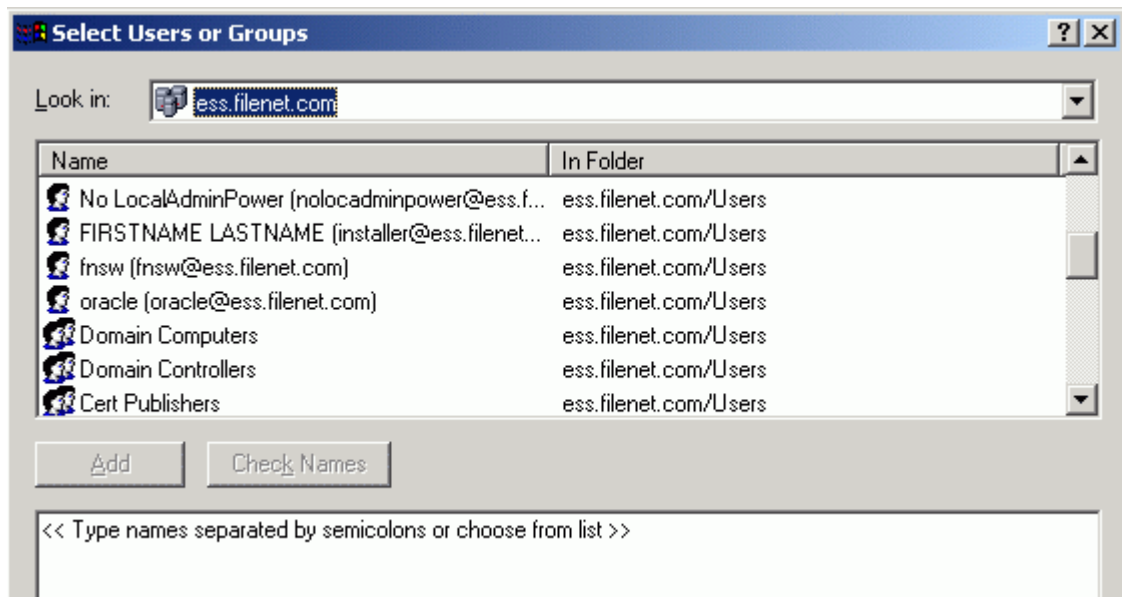 Select Users or Groups
Look in: ess.filenet.com
Name In Folder
No LocalAdminPower (nolocadminpower@ess.f... ess.filenet.com/Users
FIRSTNAME LASTNAME (installer@ess.filenet... ess.filenet.com/Users
fnsw (fnsw@ess.filenet.com) ess.filenet.com/Users
oracle (oracle@ess.filenet.com) ess.filenet.com/Users
Domain Computers ess.filenet.com/Users
Domain Controllers ess.filenet.com/Users
Cert Publishers ess.filenet.com/Users
Add Check Names
<< Type names separated by semicolons or choose from list >>